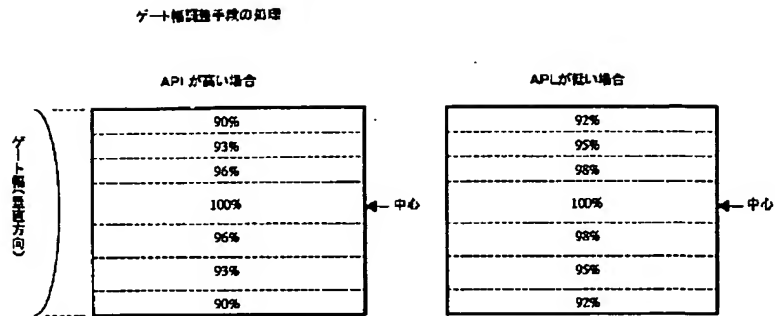 ゲート幅調整手段の処理
APLが高い場合
90%
93%
96%
100%
96%
93%
90%
中心
ゲート幅(垂直方向)
APLが低い場合
92%
95%
98%
100%
98%
95%
92%
中心